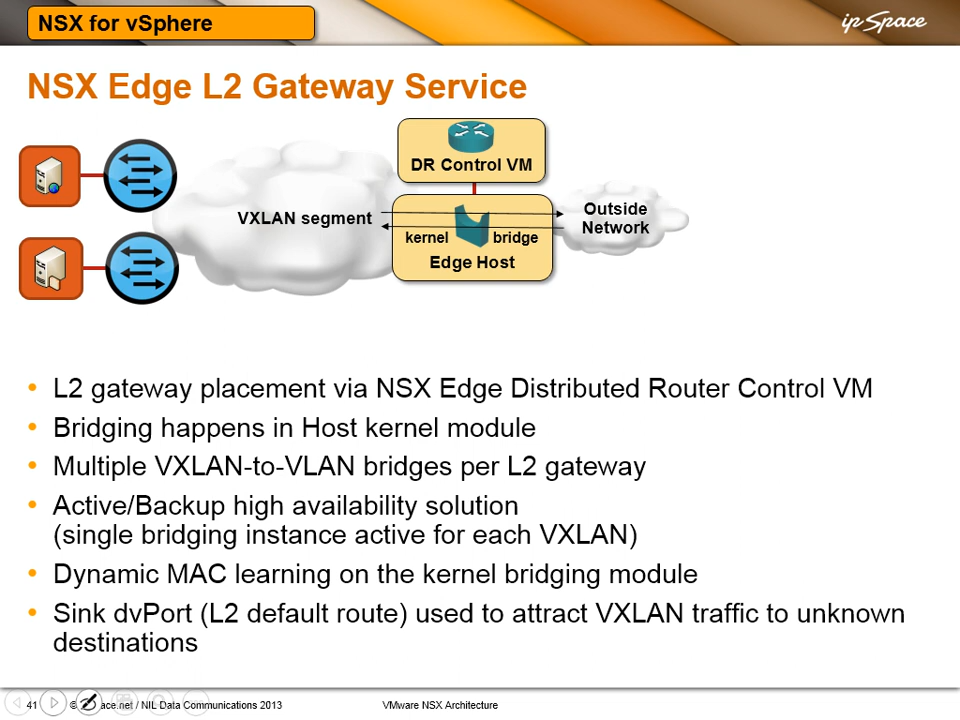 NSX for vSphere
ipSpace
NSX Edge L2 Gateway Service
DR Control VM
VXLAN segment
Outside
Network
kernel bridge
Edge Host
• L2 gateway placement via NSX Edge Distributed Router Control VM
• Bridging happens in Host kernel module
• Multiple VXLAN-to-VLAN bridges per L2 gateway
• Active/Backup high availability solution
(single bridging instance active for each VXLAN)
• Dynamic MAC learning on the kernel bridging module
• Sink dvPort (L2 default route) used to attract VXLAN traffic to unknown
destinations
41 © ace.net / NIL Data Communications 2013 VMware NSX Architecture